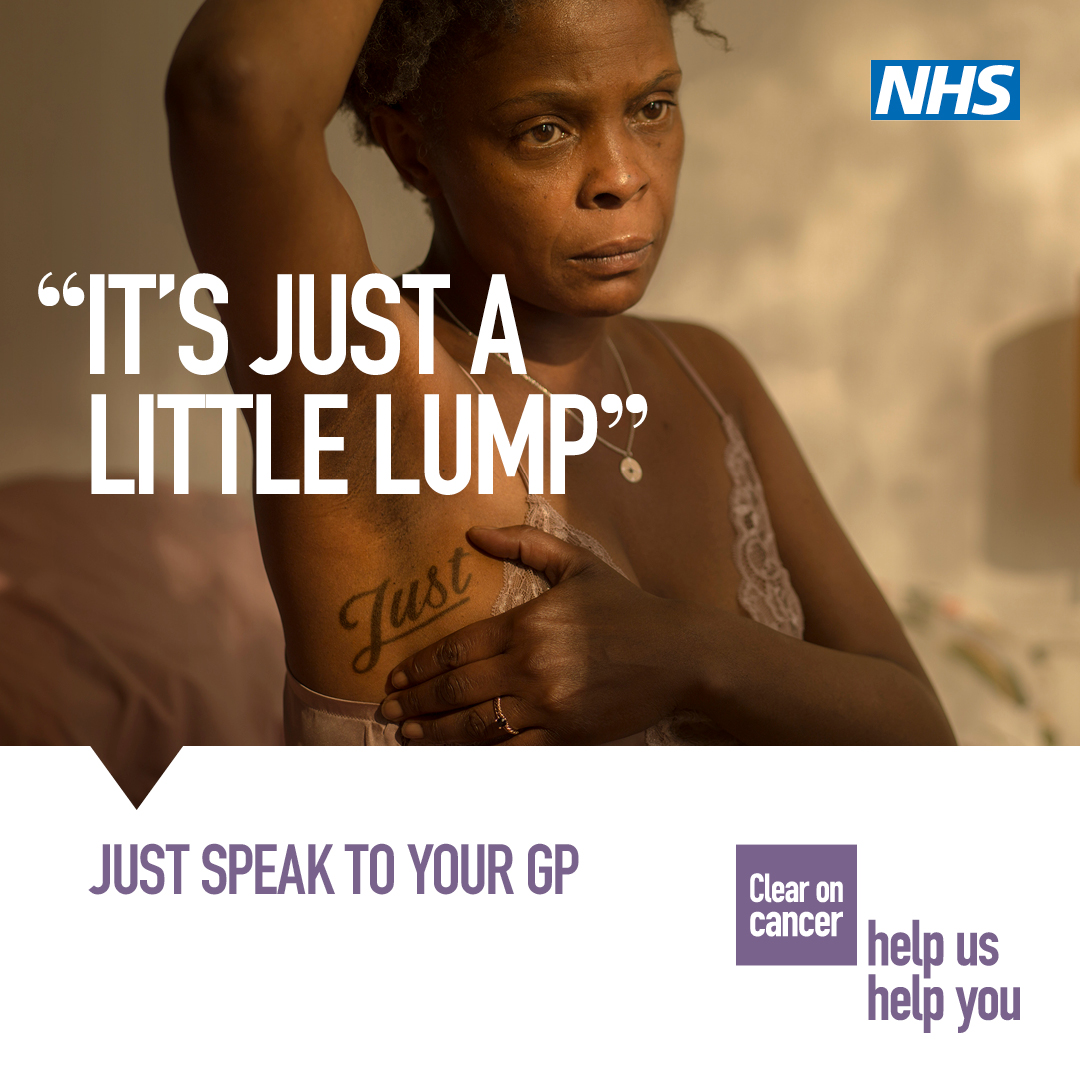 NHS
“IT’S JUST A
LITTLE LUMP”
Just
JUST SPEAK TO YOUR GP
Clear on
cancer
help us
help you